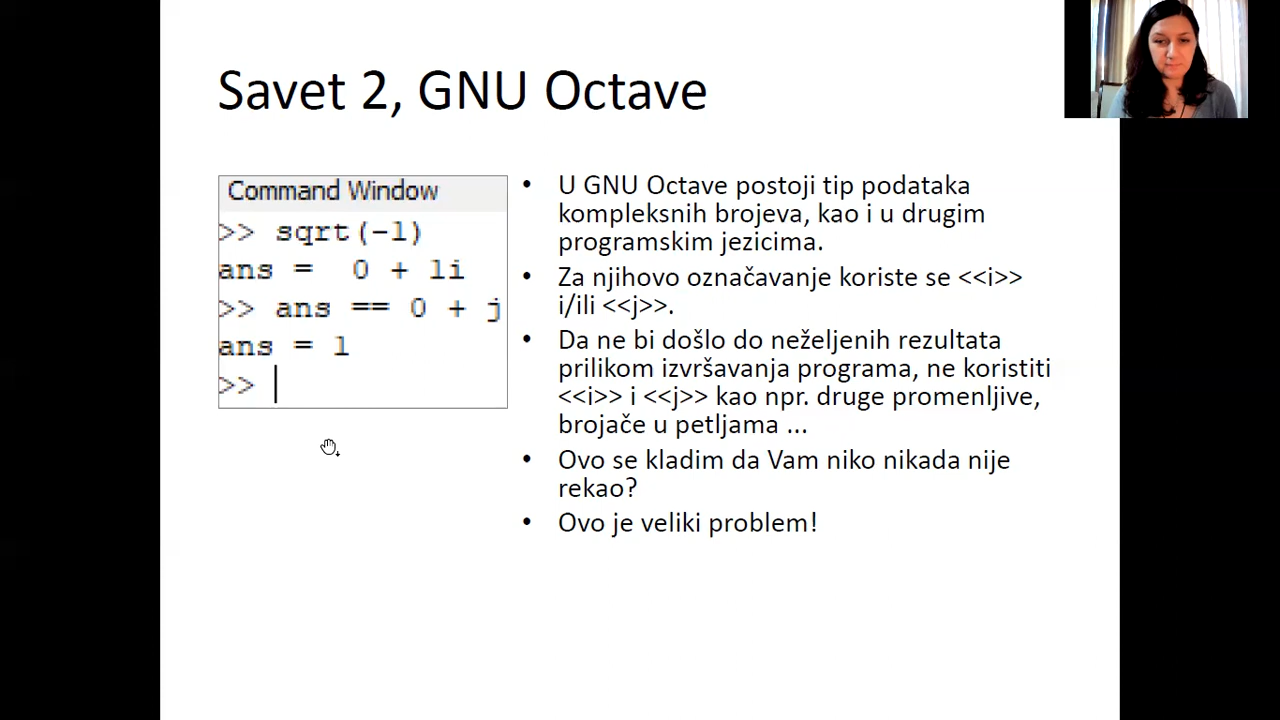 Savet 2, GNU Octave
Command Window
>> sqrt(-1)
ans =  0 + 1i
>> ans == 0 + j
ans = 1
>>
• U GNU Octave postoji tip podataka
kompleksnih brojeva, kao i u drugim
programskim jezicima.
• Za njihovo označavanje koriste se <<i>>
i/ili <<j>>.
• Da ne bi došlo do neželjenih rezultata
prilikom izvršavanja programa, ne koristiti
<<i>> i <<j>> kao npr. druge promenljive,
brojače u petljama ...
• Ovo se kladim da Vam niko nikada nije
rekao?
• Ovo je veliki problem!